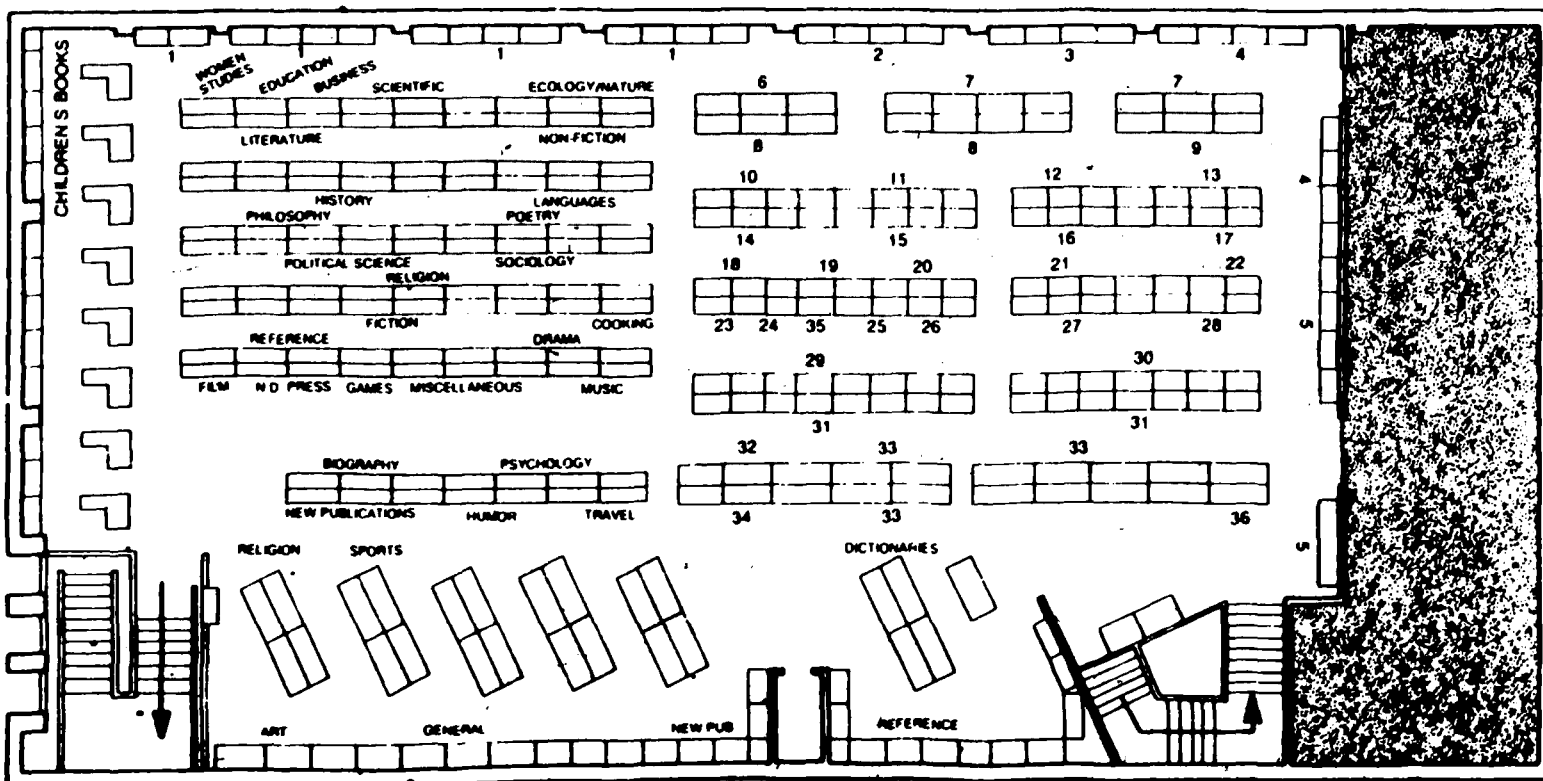 CHILDREN S BOOKS
1 1 1 1 2 3 4
WOMEN STUDIES EDUCATION BUSINESS SCIENTIFIC ECOLOGY/NATURE 6 7 7
LITERATURE NON-FICTION 8 8 9
10 11 12 13 4
HISTORY LANGUAGES
PHILOSOPHY POETRY 14 15 16 17
POLITICAL SCIENCE SOCIOLOGY
RELIGION 18 19 20 21 22
FICTION COOKING 23 24 35 25 26 27 28 5
REFERENCE DRAMA
FILM N D PRESS GAMES MISCELLANEOUS MUSIC 29 30
31 31
BIOGRAPHY PSYCHOLOGY 32 33 33
NEW PUBLICATIONS HUMOR TRAVEL 34 33 36
RELIGION SPORTS DICTIONARIES 5
ART GENERAL NEW PUB REFERENCE